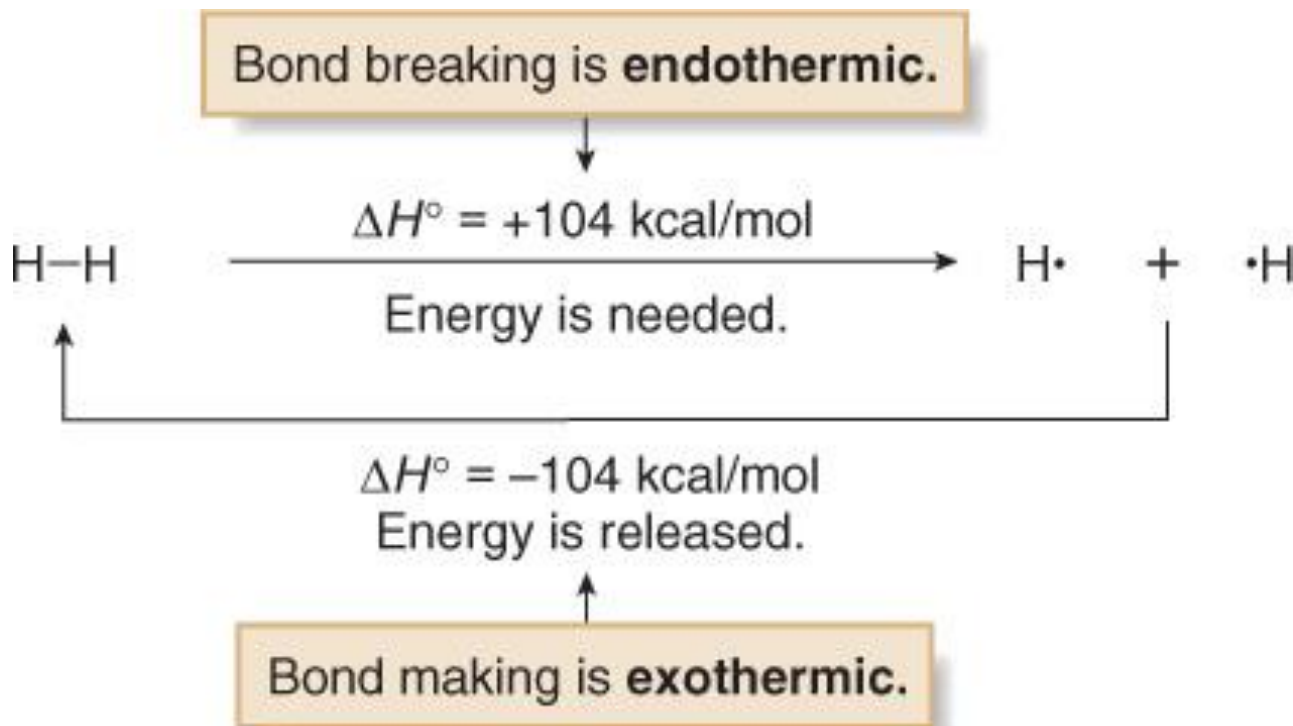 Bond breaking is endothermic.
ΔH° = +104 kcal/mol
H–H H• + •H
Energy is needed.
ΔH° = –104 kcal/mol
Energy is released.
Bond making is exothermic.